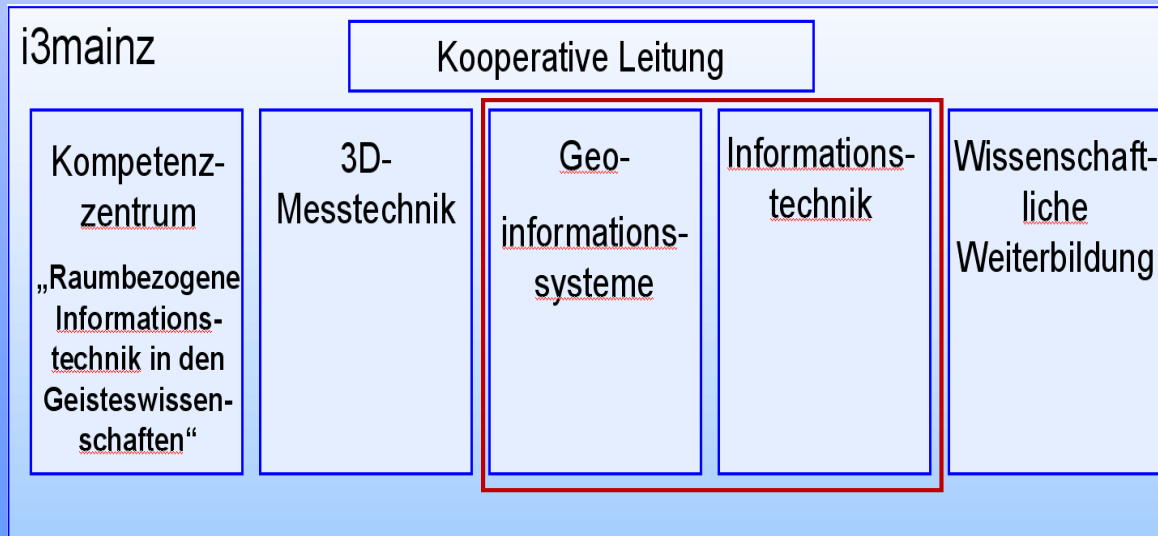 i3mainz
Kooperative Leitung
Kompetenz-
zentrum
„Raumbezogene
Informations-
technik in den
Geisteswissen-
schaften“
3D-
Messtechnik
Geo-
informations-
systeme
Informations-
technik
Wissenschaft-
liche
Weiterbildung